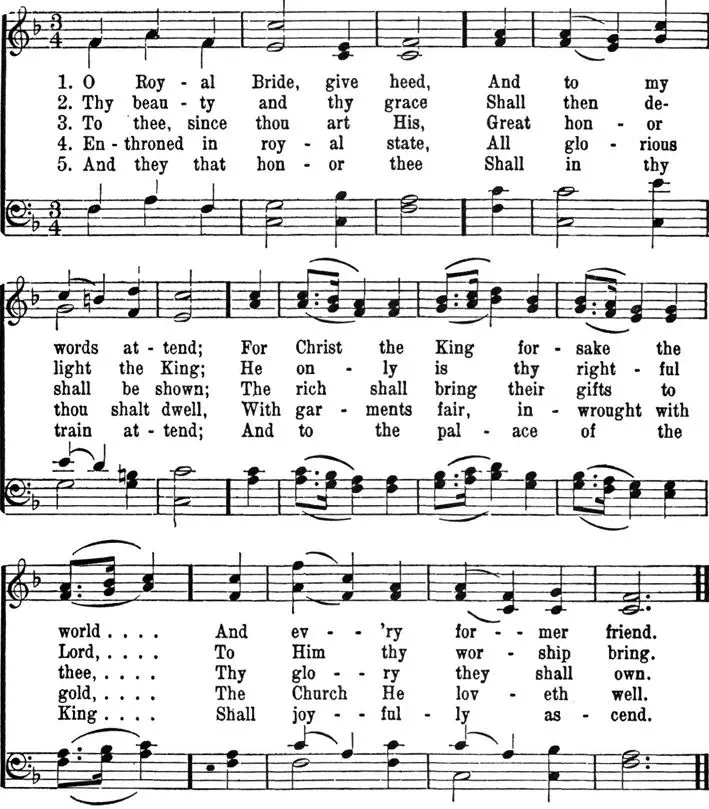 1. O Roy - al Bride, give heed, And to my
2. Thy beau - ty and thy grace Shall then de-
3. To thee, since thou art His, Great hon - or
4. En - throned in roy - al state, All glo - rious
5. And they that hon - or thee Shall in thy
words at - tend; For Christ the King for - sake the
light the King; He on - ly is thy right - ful
shall be shown; The rich shall bring their gifts to
thou shalt dwell, With gar - ments fair, in - wrought with
train at - tend; And to the pal - ace of the
world . . . . And ev - - 'ry for - - mer friend.
Lord, . . . . To Him thy wor - ship bring.
thee, . . . . Thy glo - - ry they shall own.
gold, . . . . The Church He lov - eth well.
King . . . . Shall joy - - ful - ly as - cend.